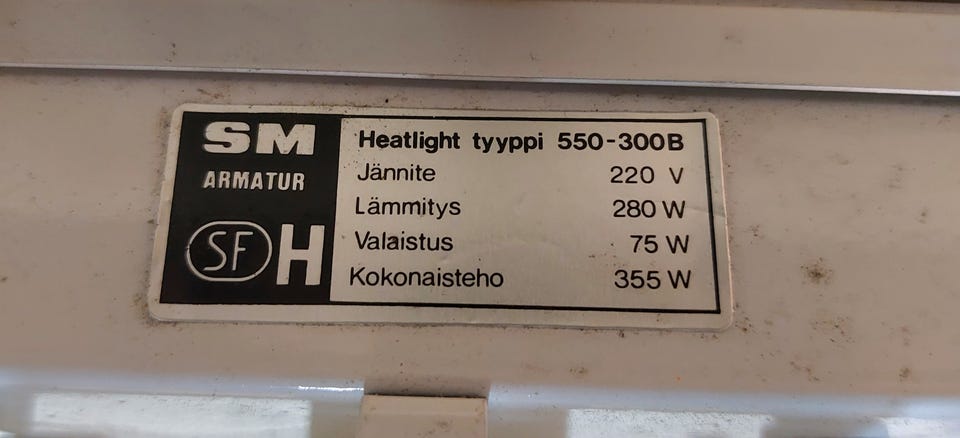 SM
ARMATUR
SF H
Heatlight tyyppi 550-300B
Jännite 220 V
Lämmitys 280 W
Valaistus 75 W
Kokonaisteho 355 W